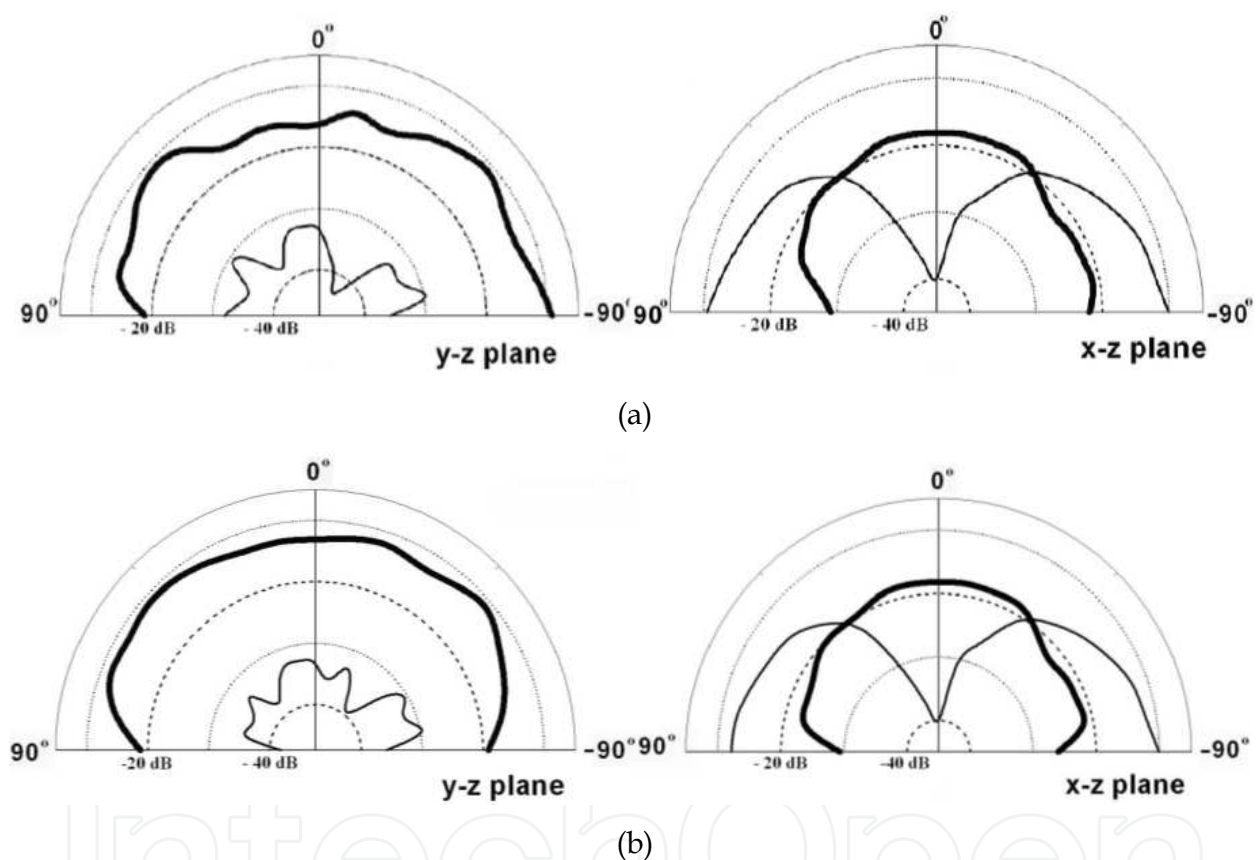 0° 0°
90° - 20 dB - 40 dB -90° 90° - 20 dB - 40 dB -90°
y-z plane x-z plane
(a)
0° 0°
90° -20 dB - 40 dB -90° 90° -20 dB -40 dB -90°
y-z plane x-z plane
(b)
IntechOpen